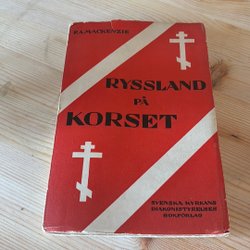 F.A. MACKENZIE
RYSSLAND
PÅ
KORSET
SVENSKA KYRKANS
DIAKONISTYRELSES
BOKFÖRLAG